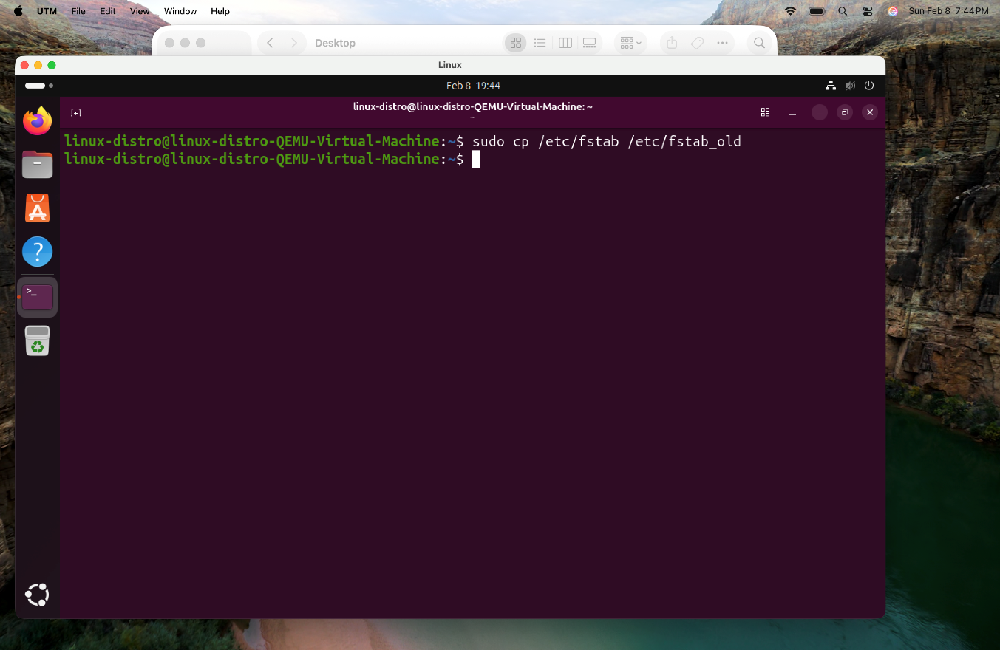 UTM File Edit View Window Help Sun Feb 8 7:44 PM
Desktop
Linux
Feb 8 19:44
linux-distro@linux-distro-QEMU-Virtual-Machine: ~
~
linux-distro@linux-distro-QEMU-Virtual-Machine:~$ sudo cp /etc/fstab /etc/fstab_old
linux-distro@linux-distro-QEMU-Virtual-Machine:~$